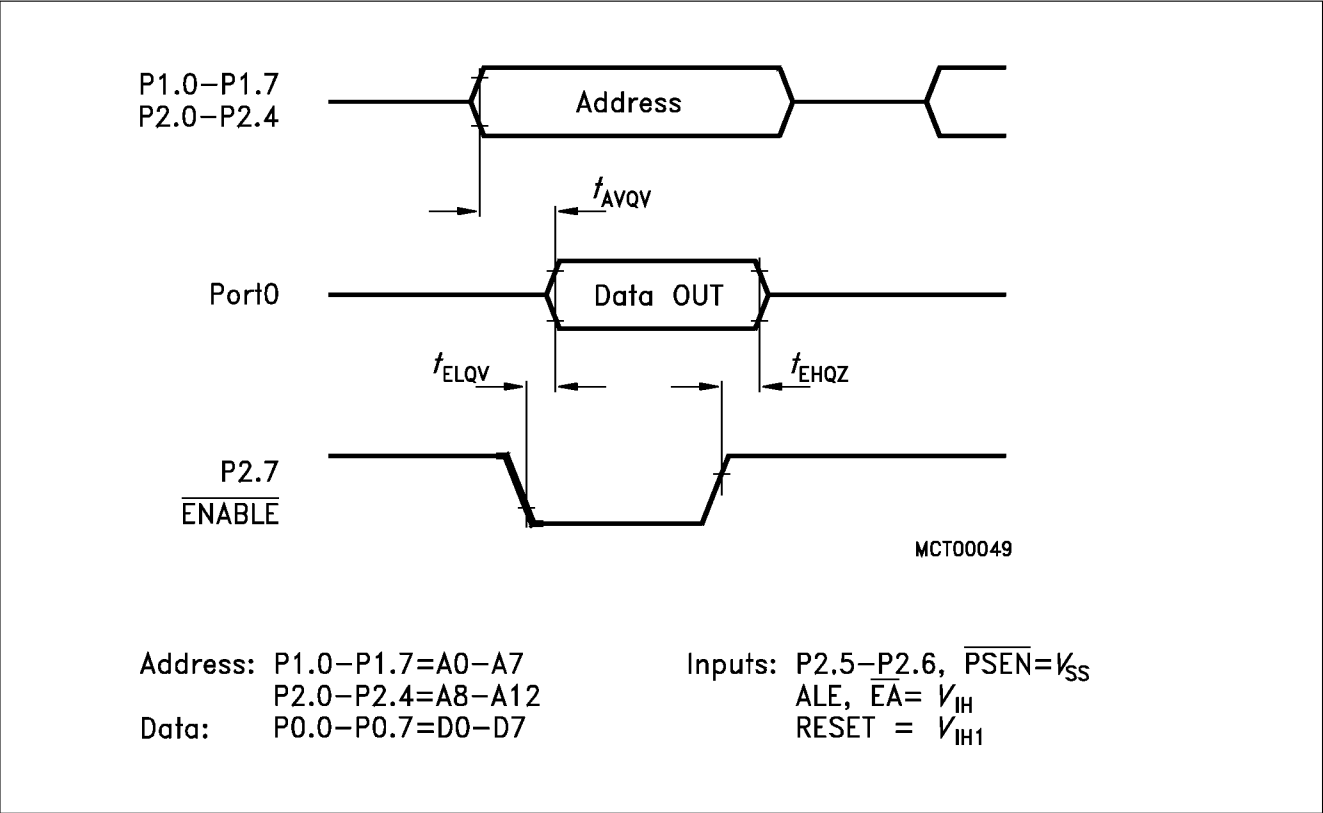 P1.0-P1.7
P2.0-P2.4
Address
tAVQV
Port0
Data OUT
tELQV
tEHQZ
P2.7
ENABLE
MCT00049
Address: P1.0-P1.7=A0-A7
P2.0-P2.4=A8-A12
Data: P0.0-P0.7=D0-D7
Inputs: P2.5-P2.6, PSEN=VSS
ALE, EA= VIH
RESET = VIH1